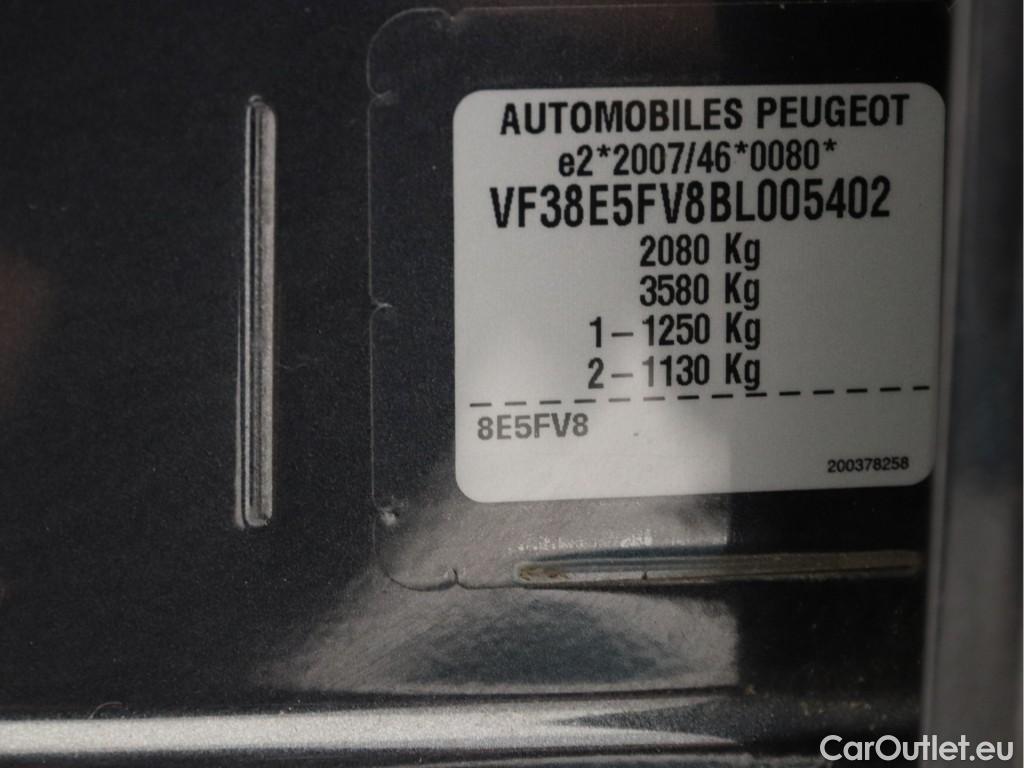 AUTOMOBILES PEUGEOT
e2*2007/46*0080*
VF38E5FV8BL005402
2080 Kg
3580 Kg
1–1250 Kg
2–1130 Kg
8E5FV8
200378258
CarOutlet.eu